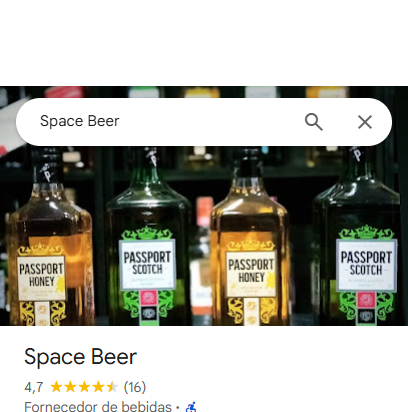 Space Beer
PASSPORT
HONEY
PASSPORT
SCOTCH
PASSPORT
HONEY
PASSPORT
SCOTCH
Space Beer
4,7 (16)
Fornecedor de bebidas ·